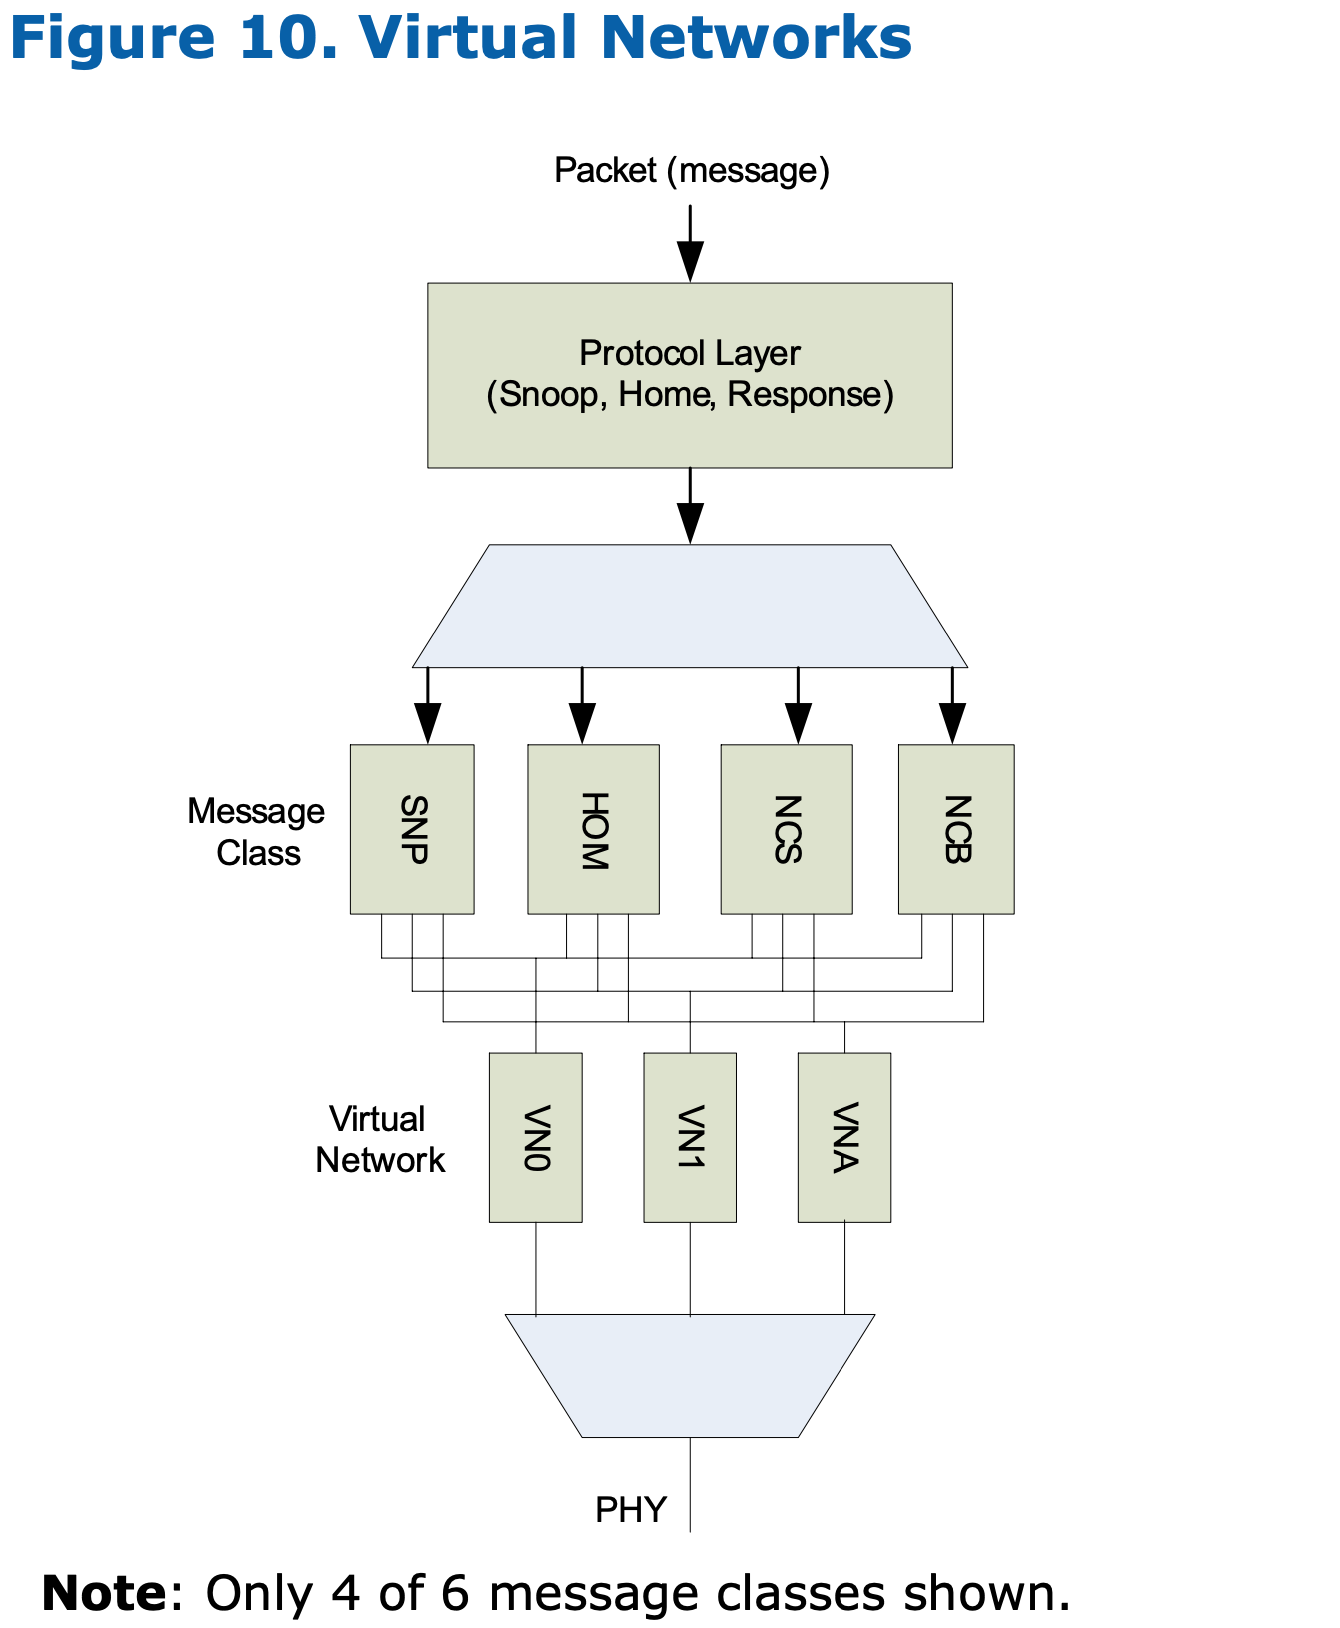 Figure 10. Virtual Networks
Packet (message)
Protocol Layer
(Snoop, Home, Response)
Message
Class
SNP
HOM
NCS
NCB
Virtual
Network
VN0
VN1
VNA
PHY
Note: Only 4 of 6 message classes shown.